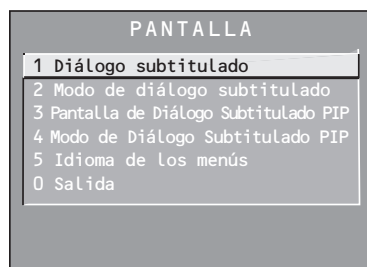 PANTALLA
1 Diálogo subtitulado
2 Modo de diálogo subtitulado
3 Pantalla de Diálogo Subtitulado PIP
4 Modo de Diálogo Subtitulado PIP
5 Idioma de los menús
0 Salida